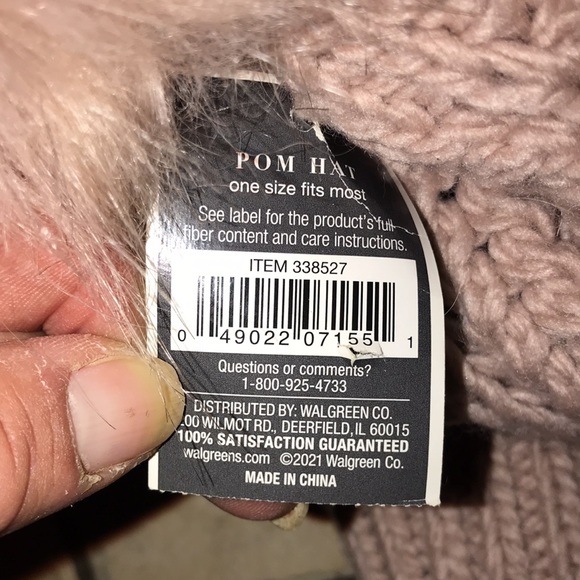 POM HAT
one size fits most
See label for the product's full
fiber content and care instructions.
ITEM 338527
0 49022 07155 1
Questions or comments?
1-800-925-4733
DISTRIBUTED BY: WALGREEN CO.
200 WILMOT RD., DEERFIELD, IL 60015
100% SATISFACTION GUARANTEED
walgreens.com ©2021 Walgreen Co.
MADE IN CHINA